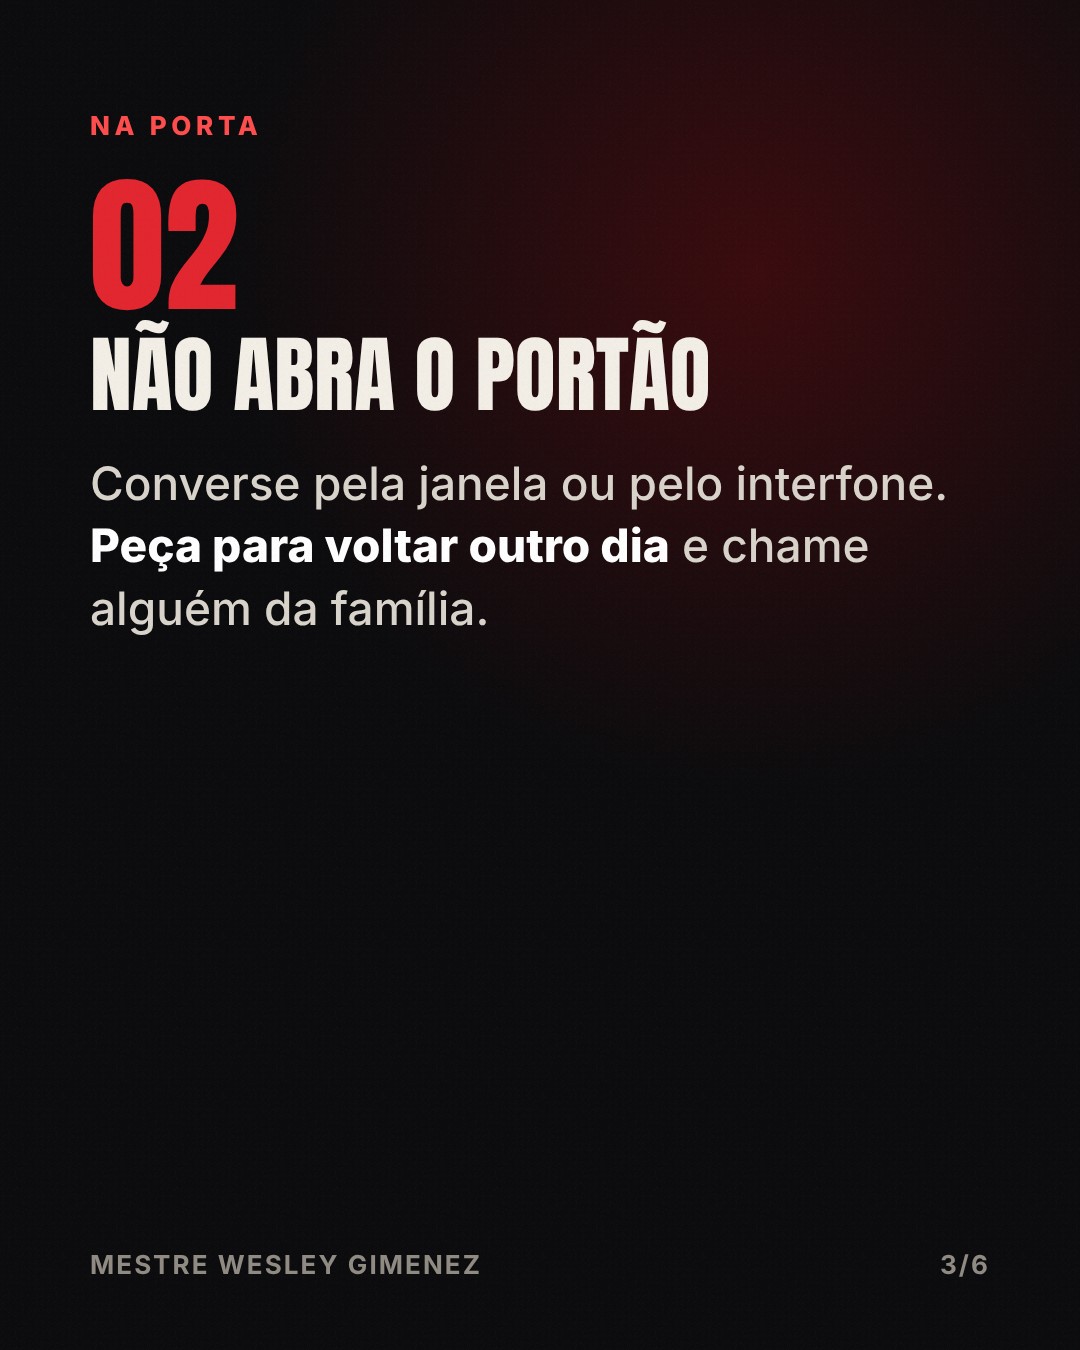 NA PORTA
02
NÃO ABRA O PORTÃO
Converse pela janela ou pelo interfone.
Peça para voltar outro dia e chame
alguém da família.
MESTRE WESLEY GIMENEZ
3/6